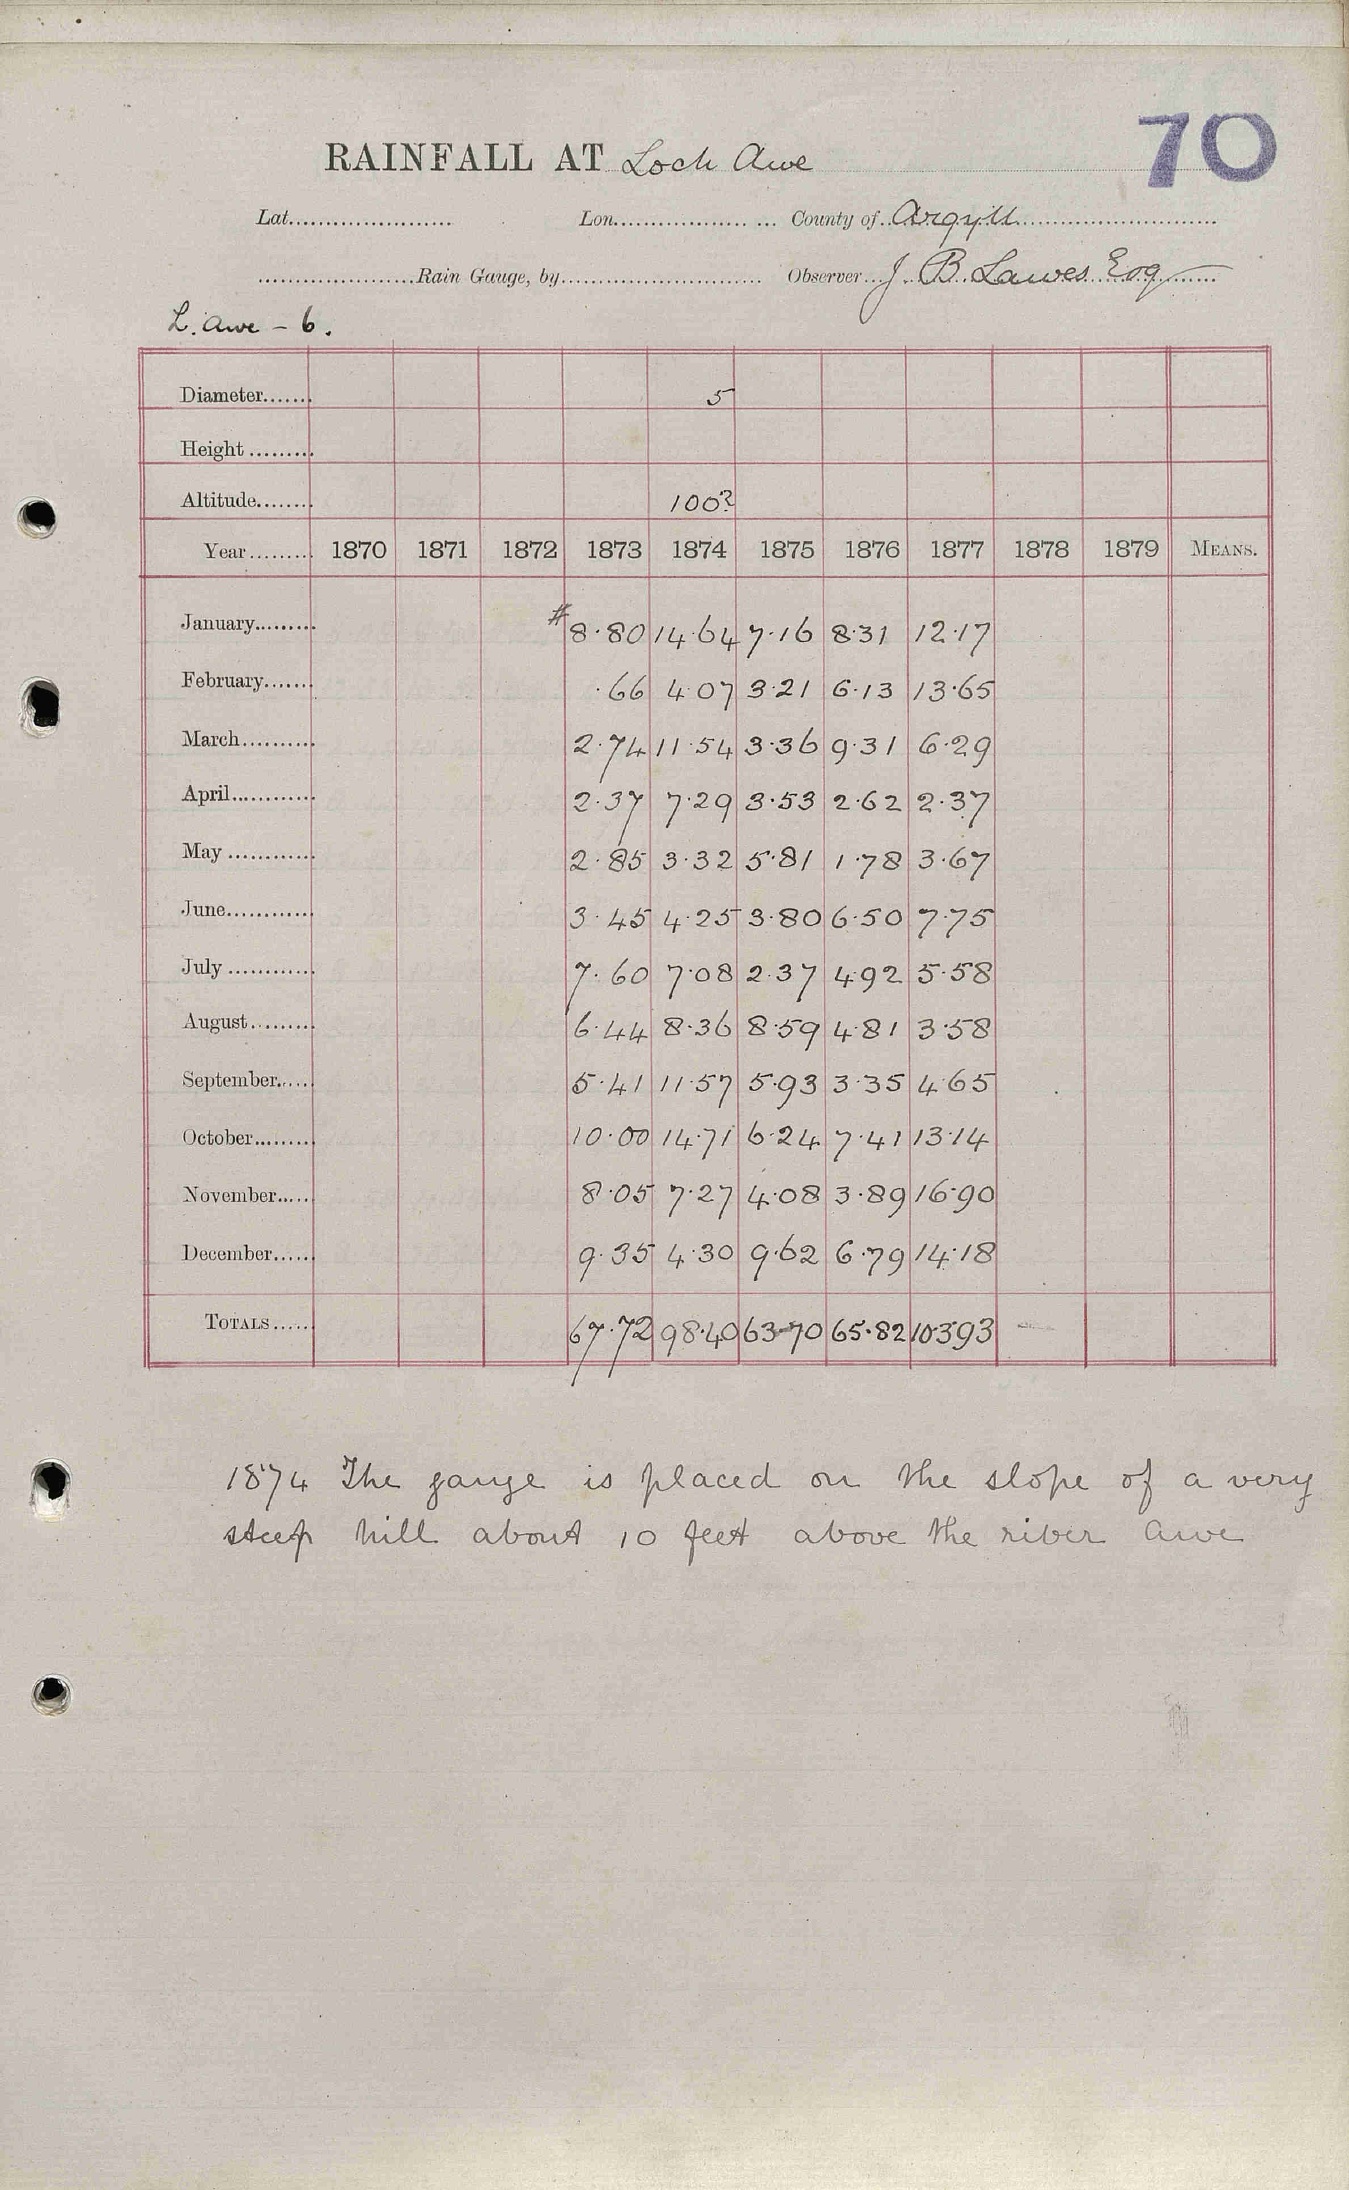 70
RAINFALL AT Loch Awe
Lat. Lon. County of Argyll
Rain Gauge, by Observer J. B. Lawes Esq
L. Awe - 6.
Diameter 5
Height
Altitude 100?
Year 1870 1871 1872 1873 1874 1875 1876 1877 1878 1879 MEANS.
January #8.80 14.64 7.16 8.31 12.17
February .66 4.07 3.21 6.13 13.65
March 2.74 11.54 3.36 9.31 6.29
April 2.37 7.29 3.53 2.62 2.37
May 2.85 3.32 5.81 1.78 3.67
June 3.45 4.25 3.80 6.50 7.75
July 7.60 7.08 2.37 4.92 5.58
August 6.44 8.36 8.59 4.81 3.58
September 5.41 11.57 5.93 3.35 4.65
October 10.00 14.71 6.24 7.41 13.14
November 8.05 7.27 4.08 3.89 16.90
December 9.35 4.30 9.62 6.79 14.18
TOTALS 67.72 98.40 63.70 65.82 103.93
1874 The gauge is placed on the slope of a very
steep hill about 10 feet above the river Awe